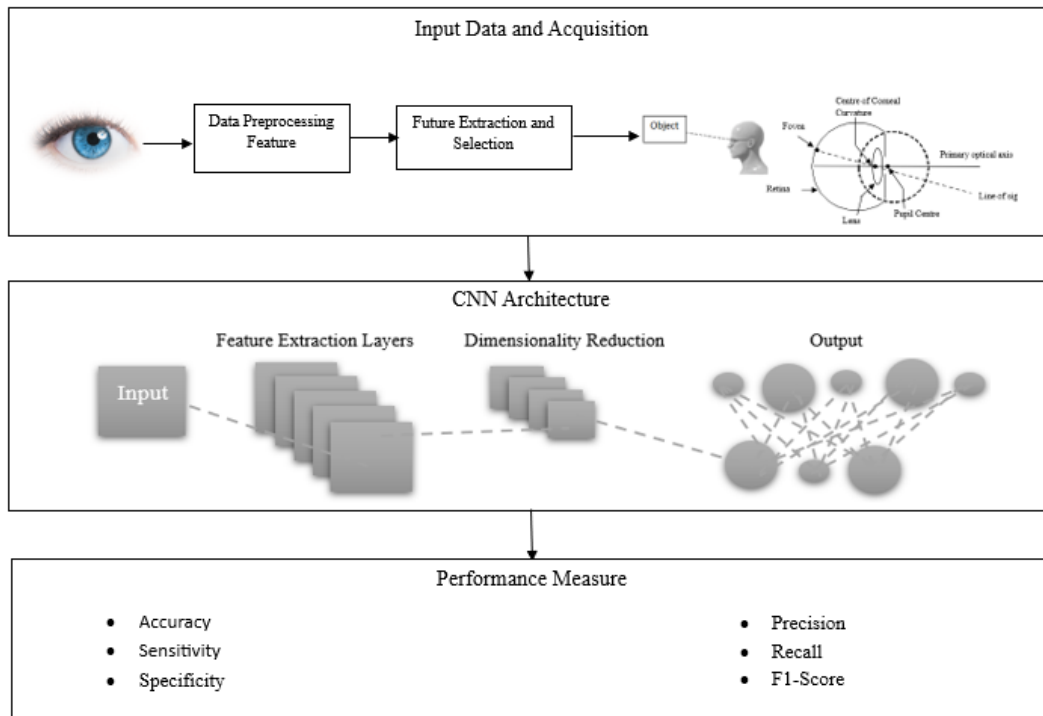 Input Data and Acquisition
Data Preprocessing
Feature
Future Extraction and
Selection
Object
Centre of Corneal
Curvature
Fovea
Primary optical axis
Retina
Line of sig
Lens
Pupil Centre
CNN Architecture
Feature Extraction Layers
Dimensionality Reduction
Output
Input
Performance Measure
• Accuracy
• Sensitivity
• Specificity
• Precision
• Recall
• F1-Score